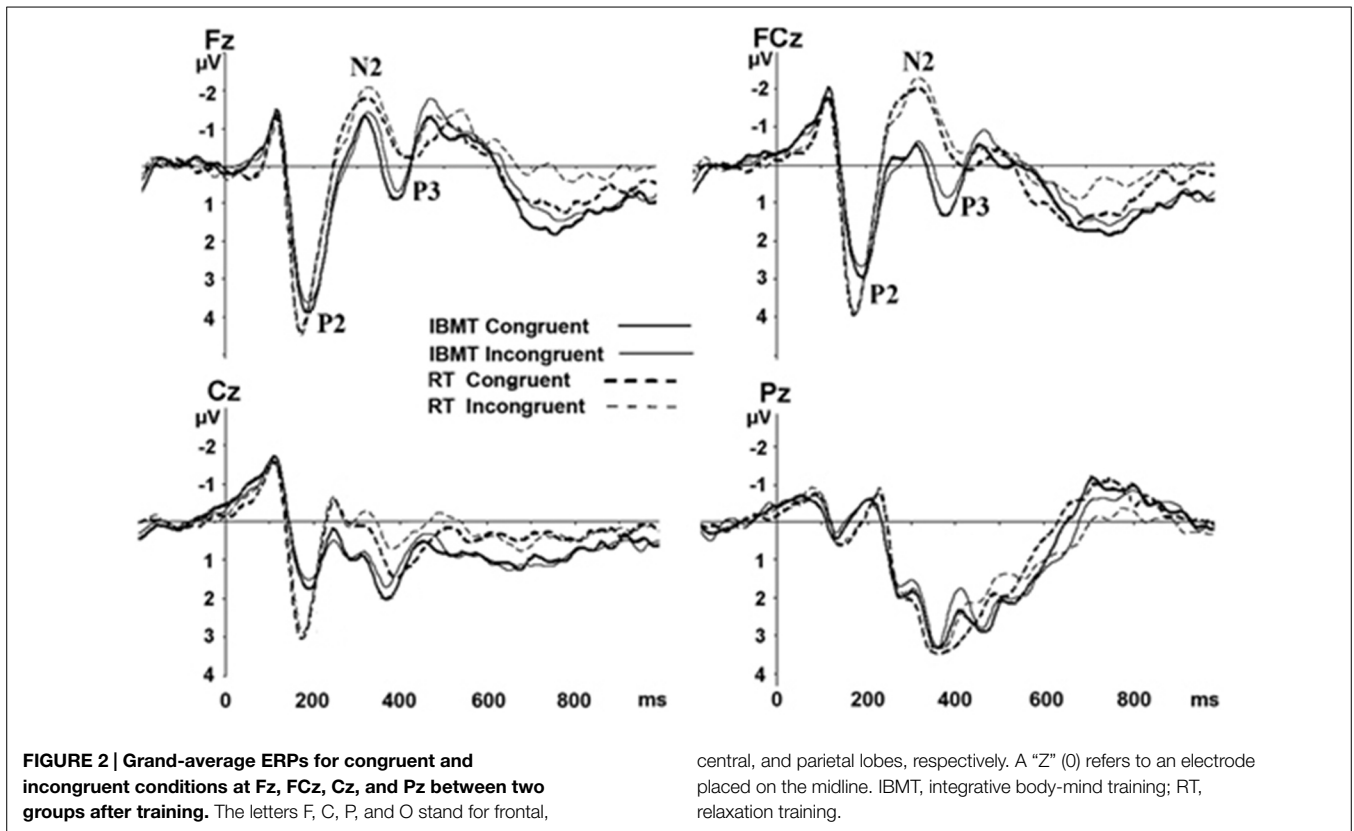 Fz
µV
-2
-1
1
2
3
4
N2
P3
P2
FCz
µV
-2
-1
1
2
3
4
N2
P3
P2
IBMT Congruent
IBMT Incongruent
RT Congruent
RT Incongruent
Cz
µV
-2
-1
1
2
3
4
0 200 400 600 800 ms
Pz
µV
-2
-1
1
2
3
4
0 200 400 600 800 ms
FIGURE 2 | Grand-average ERPs for congruent and
incongruent conditions at Fz, FCz, Cz, and Pz between two
groups after training. The letters F, C, P, and O stand for frontal,
central, and parietal lobes, respectively. A “Z” (0) refers to an electrode
placed on the midline. IBMT, integrative body-mind training; RT,
relaxation training.